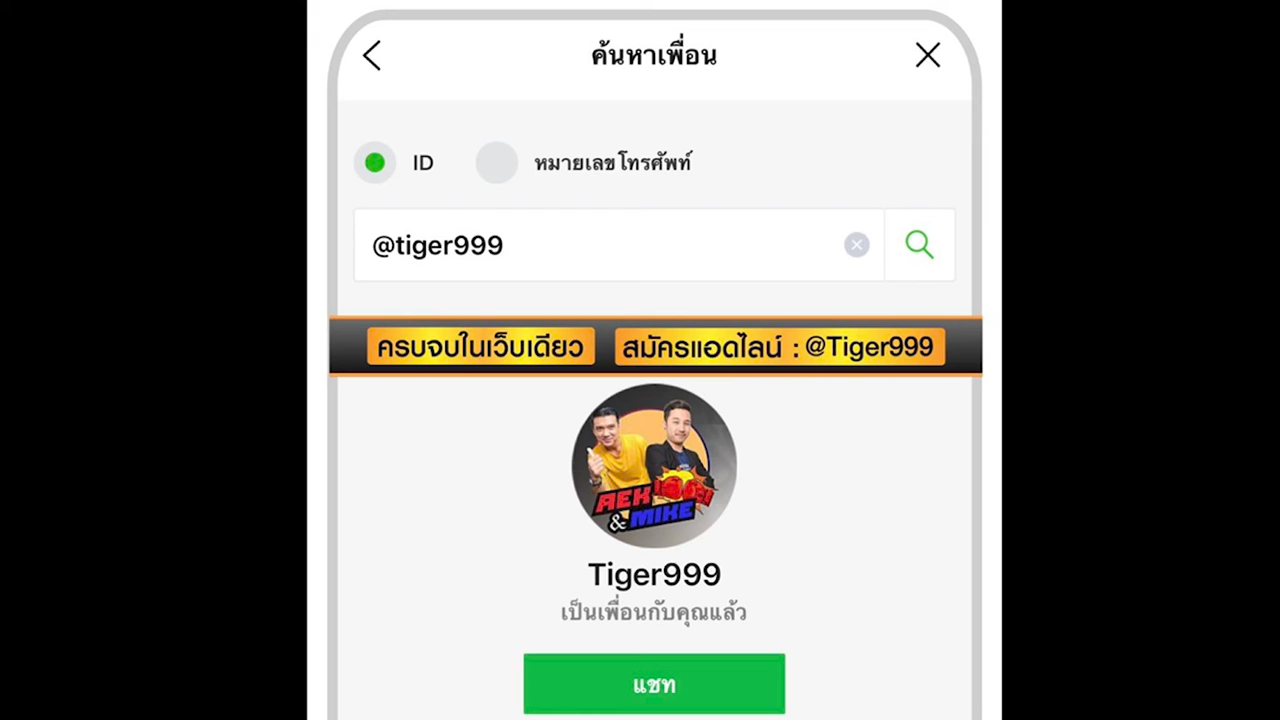 ค้นหาเพื่อน
ID หมายเลขโทรศัพท์
@tiger999
ครบจบในเว็บเดียว สมัครแอดไลน์ : @Tiger999
AEK
& MIKE
Tiger999
เป็นเพื่อนกับคุณแล้ว
แชท